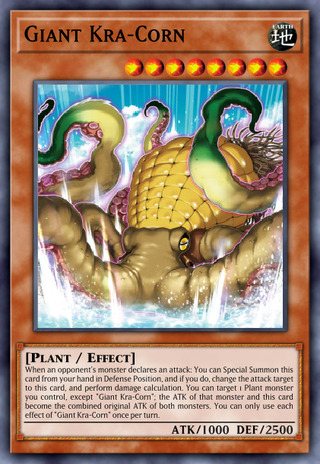 Giant Kra-Corn
EARTH
地
[Plant / Effect]
When an opponent's monster declares an attack: You can Special Summon this
card from your hand in Defense Position, and if you do, change the attack target
to this card, and perform damage calculation. You can target 1 Plant monster
you control, except "Giant Kra-Corn"; the ATK of that monster and this card
become the combined original ATK of both monsters. You can only use each
effect of "Giant Kra-Corn" once per turn.
ATK/1000 DEF/2500